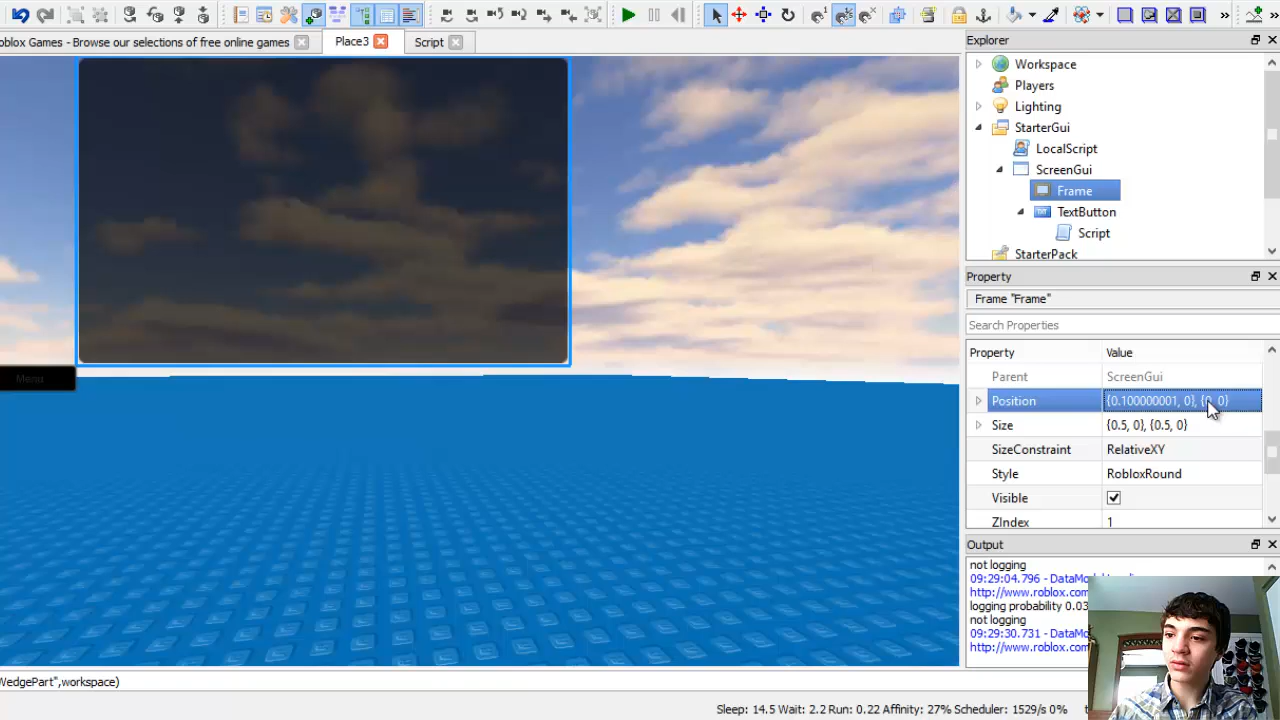 oblox Games - Browse our selections of free online games
Place3
Script
Explorer
Workspace
Players
Lighting
StarterGui
LocalScript
ScreenGui
Frame
TextButton
Script
StarterPack
Property
Frame "Frame"
Search Properties
Property Value
Parent ScreenGui
Position {0.100000001, 0}, {0, 0}
Size {0.5, 0}, {0.5, 0}
SizeConstraint RelativeXY
Style RobloxRound
Visible
ZIndex 1
Menu
Output
not logging
09:29:04.796 - DataModel
http://www.roblox.com
logging probability 0.03
not logging
09:29:30.731 - DataMo
http://www.roblox.com
WedgePart",workspace)
Sleep: 14.5 Wait: 2.2 Run: 0.22 Affinity: 27% Scheduler: 1529/s 0%